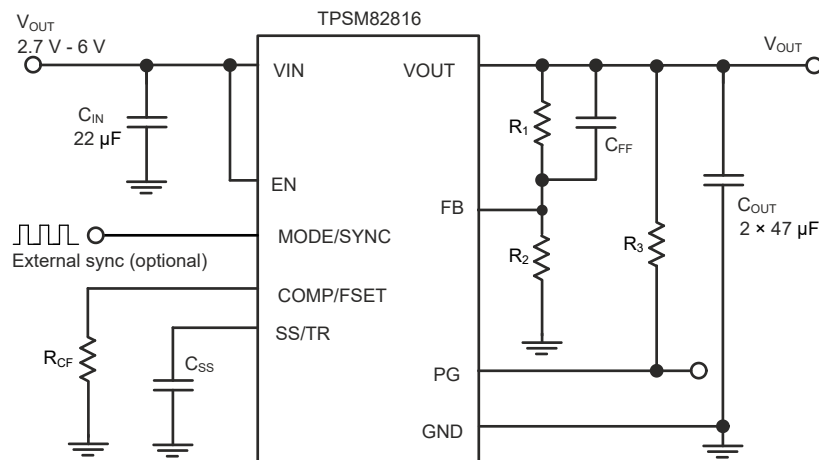 TPSM82816
VOUT
2.7 V - 6 V
VOUT
VIN
VOUT
CIN
22 µF
R1
CFF
EN
FB
COUT
2 × 47 µF
MODE/SYNC
R2
R3
External sync (optional)
COMP/FSET
SS/TR
RCF
CSS
PG
GND